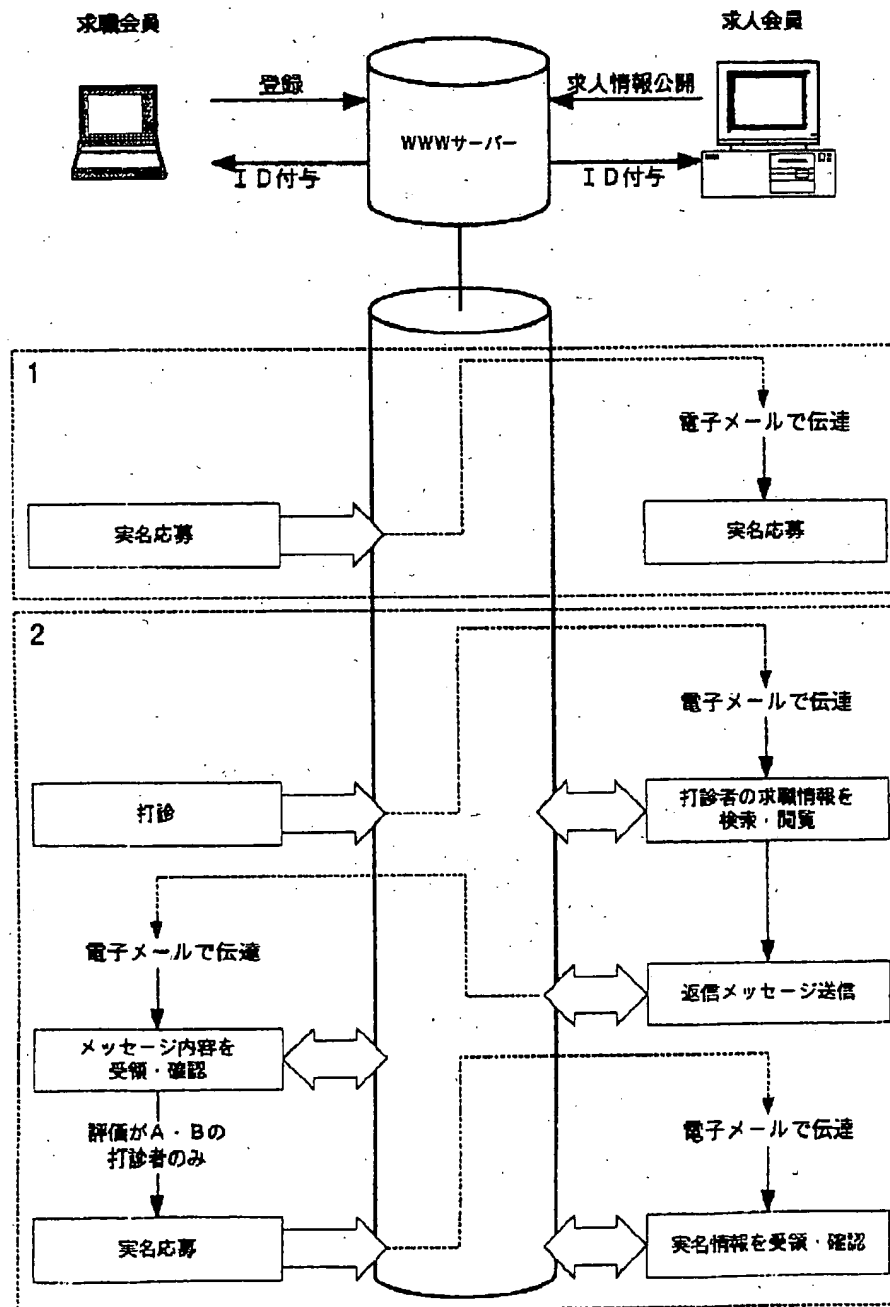 求職会員
求人会員
登録
求人情報公開
WWWサーバー
ID付与
ID付与
1
電子メールで伝達
実名応募
実名応募
2
電子メールで伝達
打診
打診者の求職情報を
検索・閲覧
電子メールで伝達
返信メッセージ送信
メッセージ内容を
受領・確認
評価がA・Bの
打診者のみ
電子メールで伝達
実名応募
実名情報を受領・確認